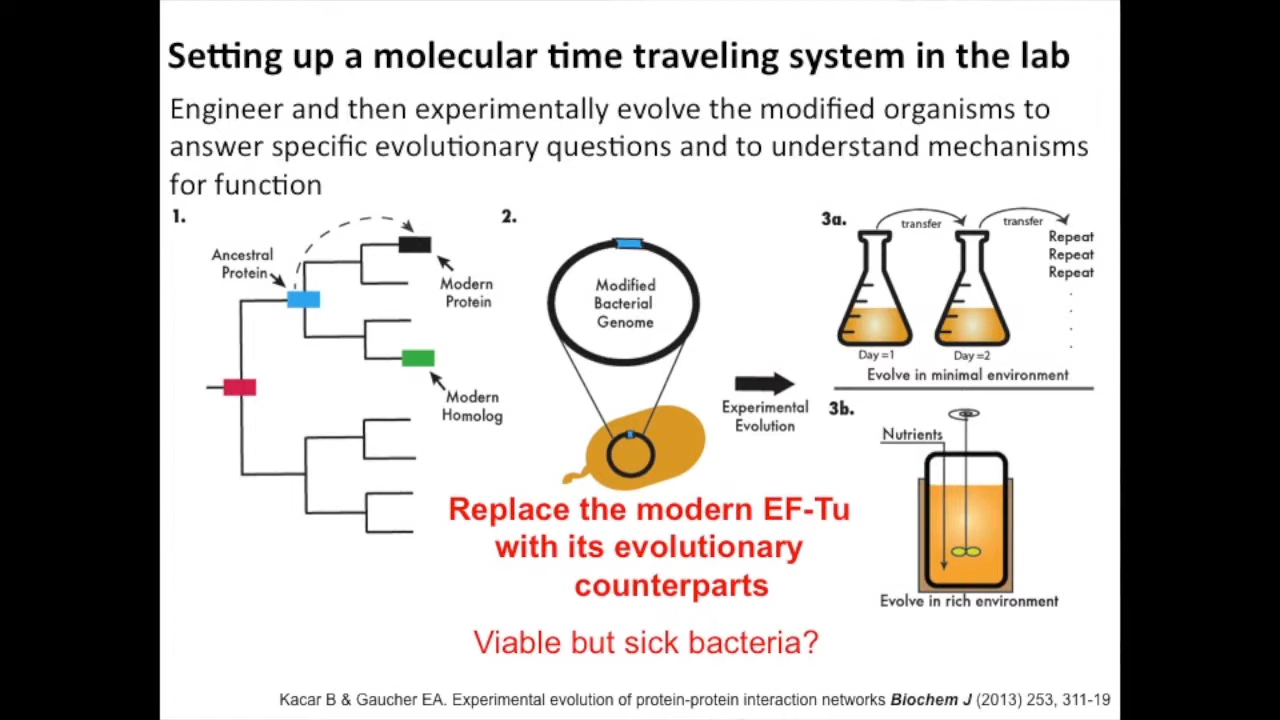 Setting up a molecular time traveling system in the lab
Engineer and then experimentally evolve the modified organisms to
answer specific evolutionary questions and to understand mechanisms
for function
1.
Ancestral
Protein
Modern
Protein
Modern
Homolog
2.
Modified
Bacterial
Genome
Experimental
Evolution
3a.
transfer
transfer
Repeat
Repeat
Repeat
Day =1
Day =2
Evolve in minimal environment
3b.
Nutrients
Evolve in rich environment
Replace the modern EF-Tu
with its evolutionary
counterparts
Viable but sick bacteria?
Kacar B & Gaucher EA. Experimental evolution of protein-protein interaction networks Biochem J (2013) 253, 311-19